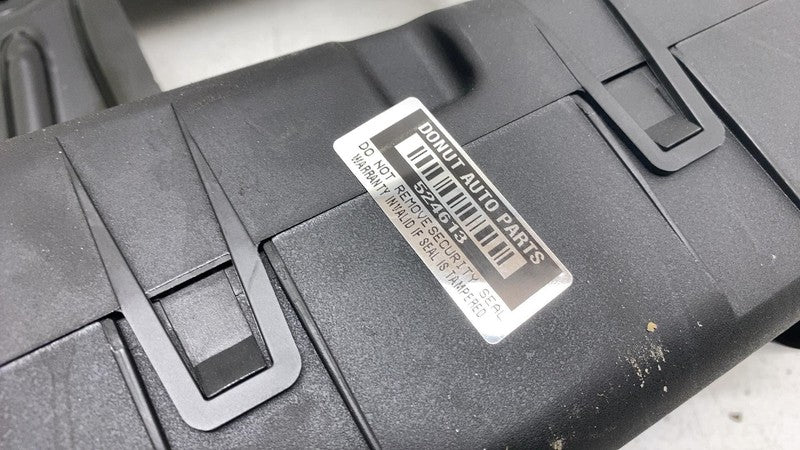 DONUT AUTO PARTS
524613
DO NOT REMOVE SECURITY SEAL
WARRANTY INVALID IF SEAL IS TAMPERED